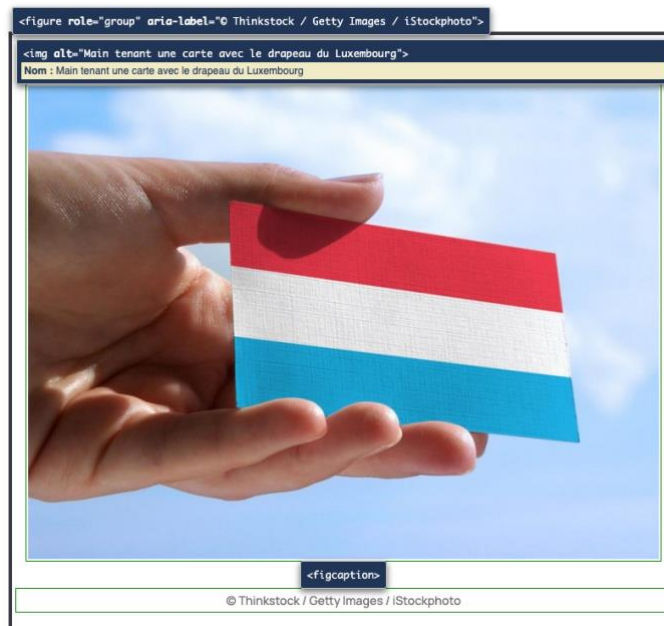 <figure role="group" aria-label="© Thinkstock / Getty Images / iStockphoto">
<img alt="Main tenant une carte avec le drapeau du Luxembourg">
Nom : Main tenant une carte avec le drapeau du Luxembourg
<figcaption>
© Thinkstock / Getty Images / iStockphoto